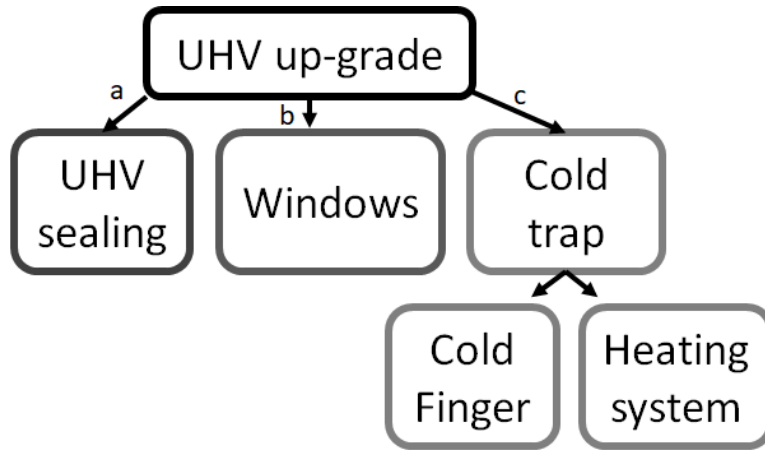 UHV up-grade
a
b
c
UHV
sealing
Windows
Cold
trap
Cold
Finger
Heating
system